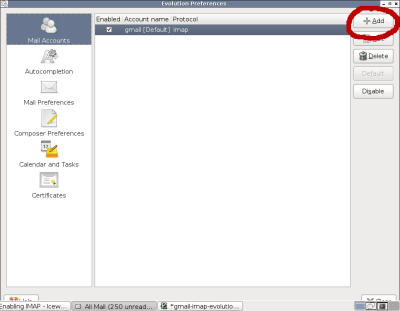 Evolution Preferences
Enabled Account name Protocol
gmail [Default] imap
Mail Accounts
Autocompletion
Mail Preferences
Composer Preferences
Calendar and Tasks
Certificates
Add
Delete
Default
Disable
Enabling IMAP - Icew...
All Mail (250 unread...
*gmail-imap-evolutio...